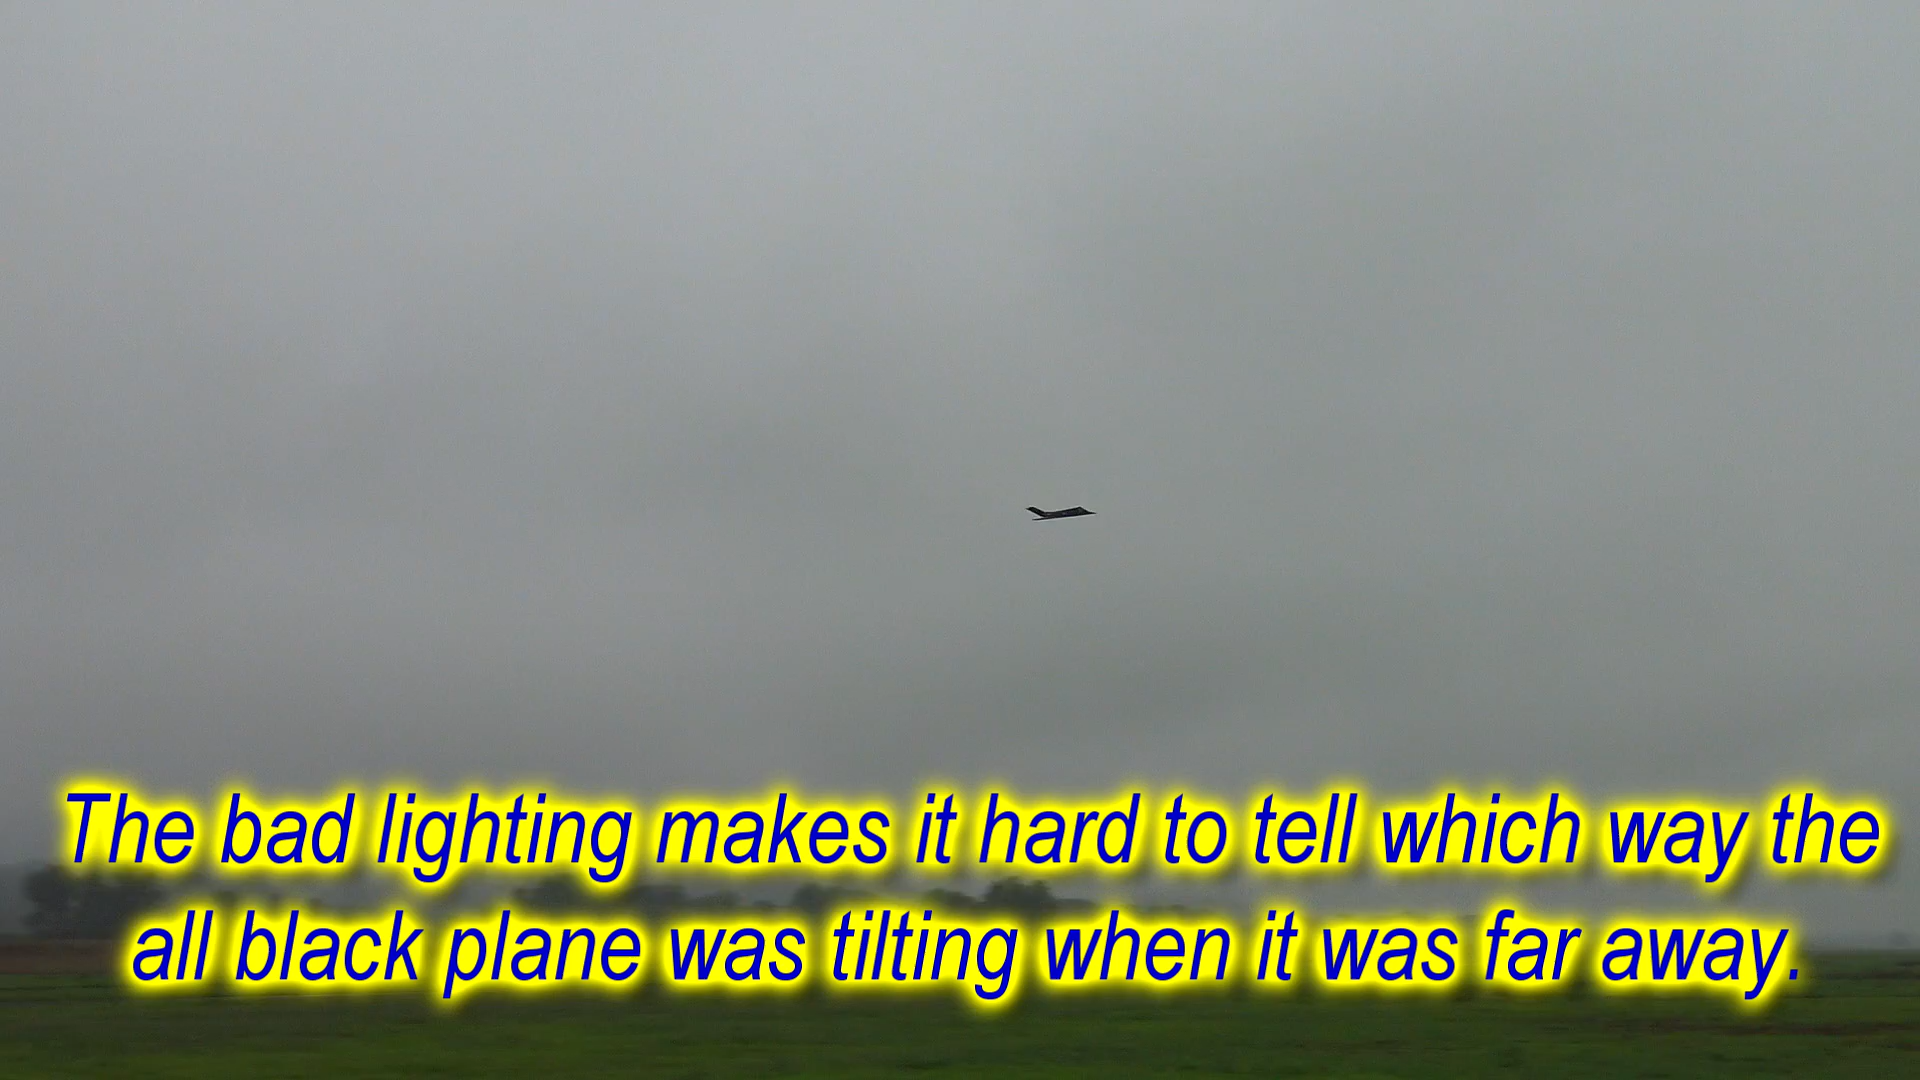 The bad lighting makes it hard to tell which way the
all black plane was tilting when it was far away.